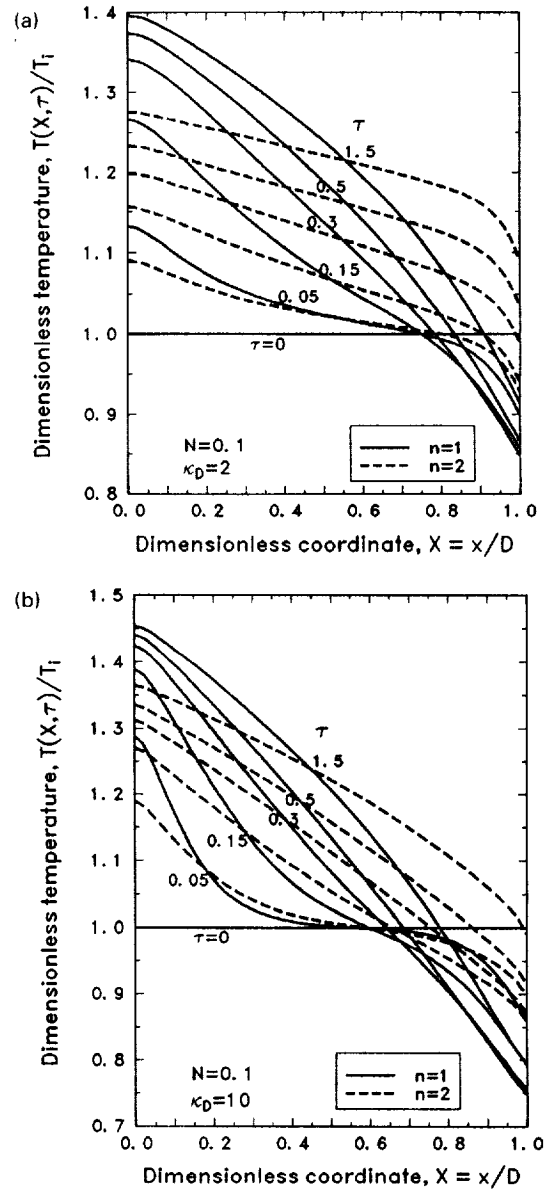 (a)
Dimensionless temperature, T(X,τ)/Tᵢ
1.4
1.3
1.2
1.1
1.0
0.9
0.8
τ
1.5
0.5
0.3
0.15
0.05
τ=0
N=0.1
κ_D=2
n=1
n=2
0.0 0.2 0.4 0.6 0.8 1.0
Dimensionless coordinate, X = x/D
(b)
Dimensionless temperature, T(X,τ)/Tᵢ
1.5
1.4
1.3
1.2
1.1
1.0
0.9
0.8
0.7
τ
1.5
0.5
0.3
0.15
0.05
τ=0
N=0.1
κ_D=10
n=1
n=2
0.0 0.2 0.4 0.6 0.8 1.0
Dimensionless coordinate, X = x/D